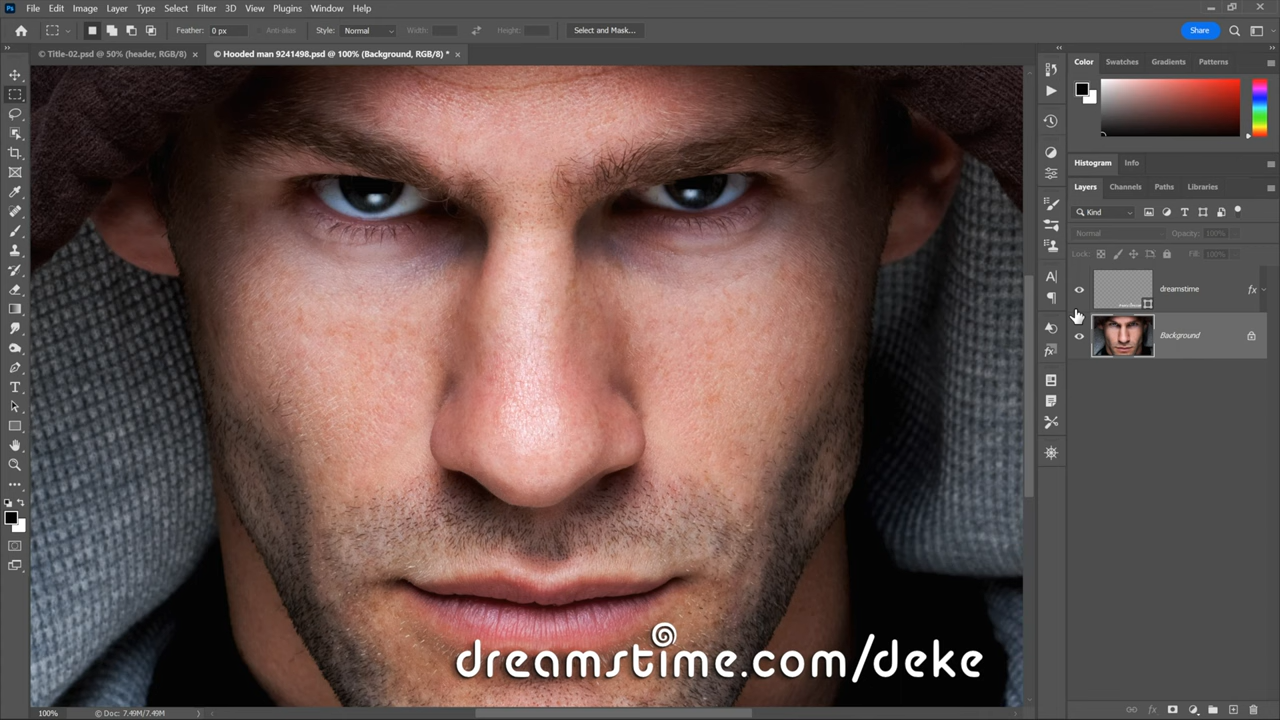 Ps File Edit Image Layer Type Select Filter 3D View Plugins Window Help
Feather: 0 px Anti-alias Style: Normal Width: Height: Select and Mask... Share
© Title-02.psd @ 50% (header, RGB/8) × © Hooded man 9241498.psd @ 100% (Background, RGB/8) * ×
Color Swatches Gradients Patterns
Histogram Info
Layers Channels Paths Libraries
Kind
Normal Opacity: 100%
Lock: Fill: 100%
dreamstime fx
Background
dreamstime.com/deke
100% © Doc: 7.49M/7.49M